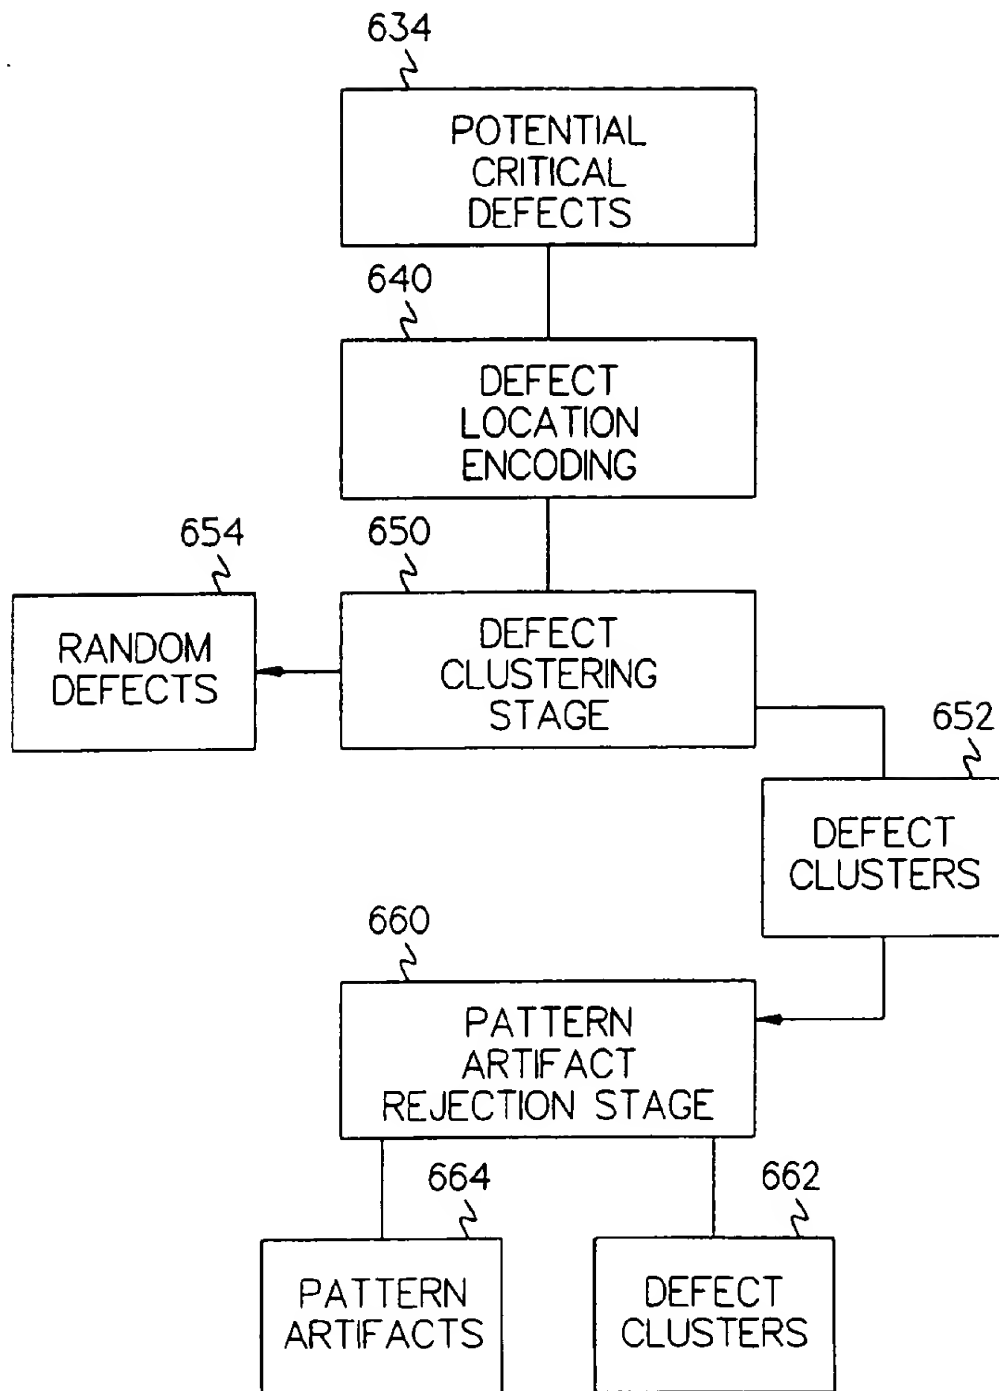 634
POTENTIAL
CRITICAL
DEFECTS
640
DEFECT
LOCATION
ENCODING
654
650
RANDOM
DEFECTS
DEFECT
CLUSTERING
STAGE
652
DEFECT
CLUSTERS
660
PATTERN
ARTIFACT
REJECTION STAGE
664
662
PATTERN
ARTIFACTS
DEFECT
CLUSTERS